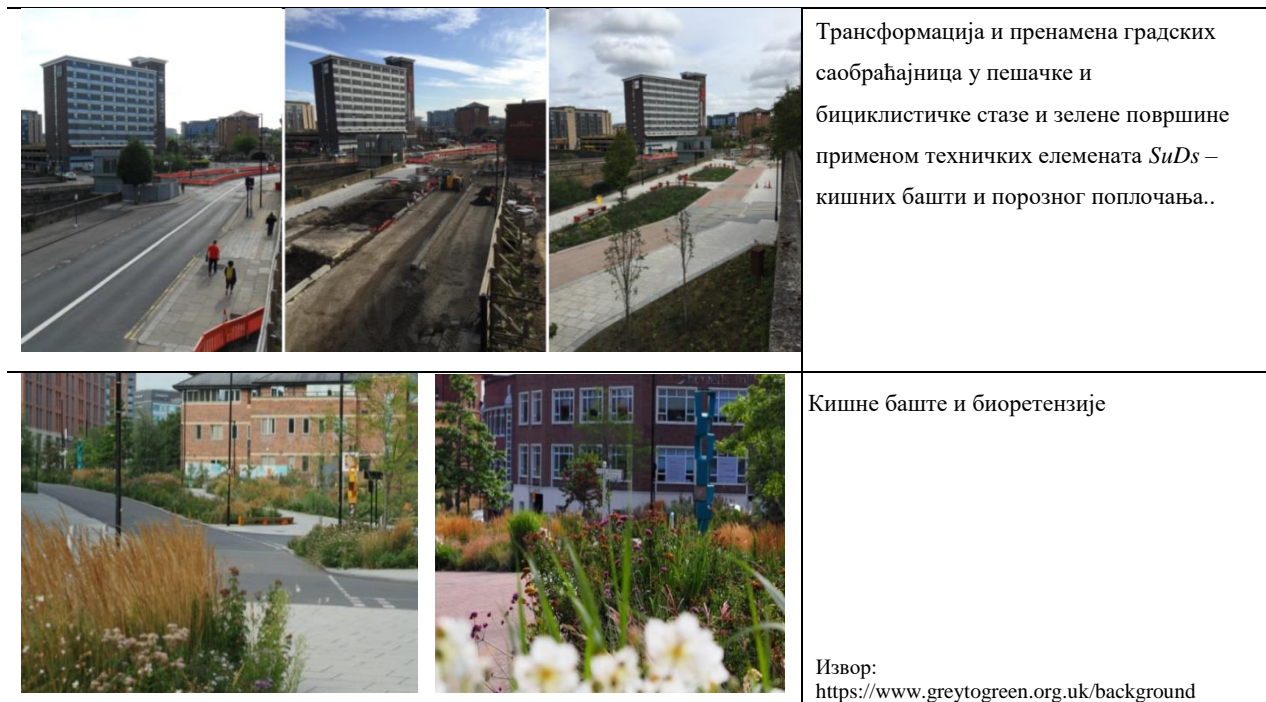 Трансформација и пренамена градских
саобраћајница у пешачке и
бициклистичке стазе и зелене површине
применом техничких елемената SuDs –
кишних башти и порозног поплочања..
Кишне баште и биоретензије
Извор:
https://www.greytogreen.org.uk/background